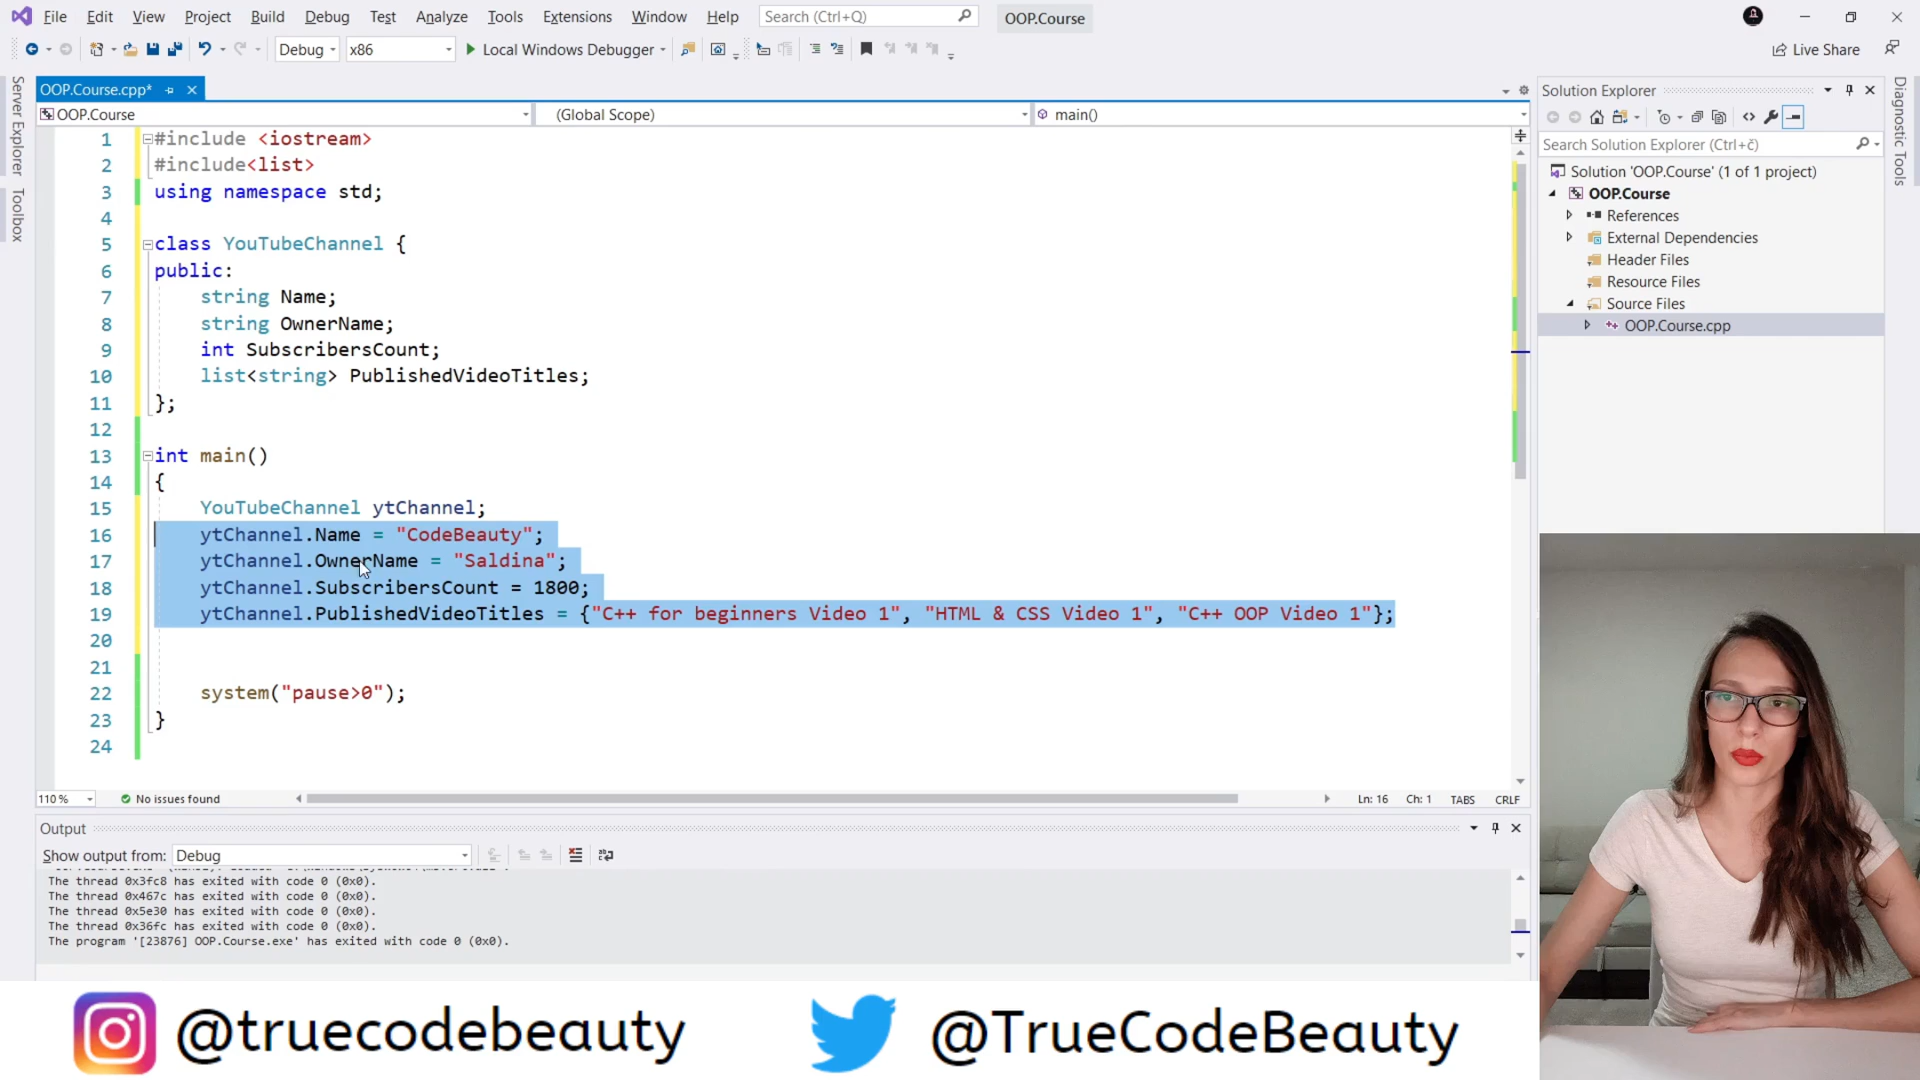 File Edit View Project Build Debug Test Analyze Tools Extensions Window Help Search (Ctrl+Q) OOP.Course
Debug x86 Local Windows Debugger Live Share
Server Explorer
Toolbox
OOP.Course.cpp*
OOP.Course (Global Scope) main()
1 #include <iostream>
2 #include<list>
3 using namespace std;
4
5 class YouTubeChannel {
6 public:
7 string Name;
8 string OwnerName;
9 int SubscribersCount;
10 list<string> PublishedVideoTitles;
11 };
12
13 int main()
14 {
15 YouTubeChannel ytChannel;
16 ytChannel.Name = "CodeBeauty";
17 ytChannel.OwnerName = "Saldina";
18 ytChannel.SubscribersCount = 1800;
19 ytChannel.PublishedVideoTitles = {"C++ for beginners Video 1", "HTML & CSS Video 1", "C++ OOP Video 1"};
20
21
22 system("pause>0");
23 }
24
110 % No issues found Ln: 16 Ch: 1 TABS CRLF
Output
Show output from: Debug
The thread 0x3fc8 has exited with code 0 (0x0).
The thread 0x467c has exited with code 0 (0x0).
The thread 0x5e30 has exited with code 0 (0x0).
The thread 0x36fc has exited with code 0 (0x0).
The program '[23876] OOP.Course.exe' has exited with code 0 (0x0).
Solution Explorer
Search Solution Explorer (Ctrl+č)
Solution 'OOP.Course' (1 of 1 project)
OOP.Course
References
External Dependencies
Header Files
Resource Files
Source Files
OOP.Course.cpp
Diagnostic Tools
@truecodebeauty @TrueCodeBeauty